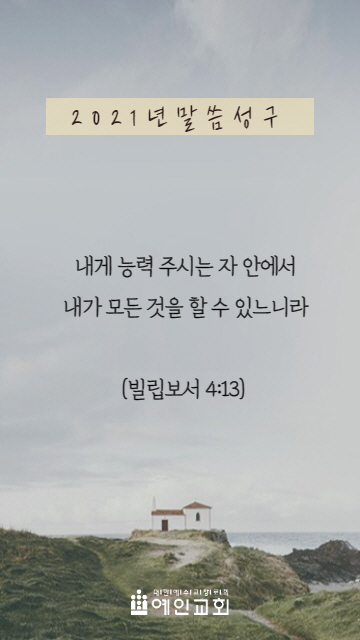 2021년말씀성구
내게 능력 주시는 자 안에서
내가 모든 것을 할 수 있느니라
(빌립보서 4:13)
예인교회